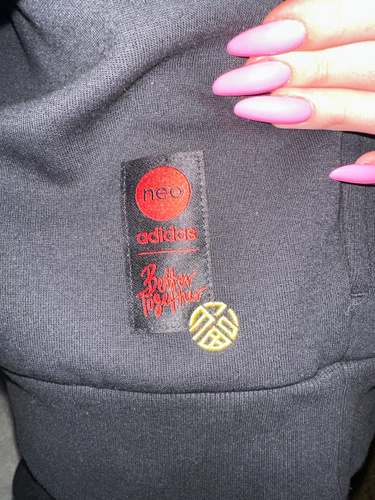 neo
adidas
Better
Together